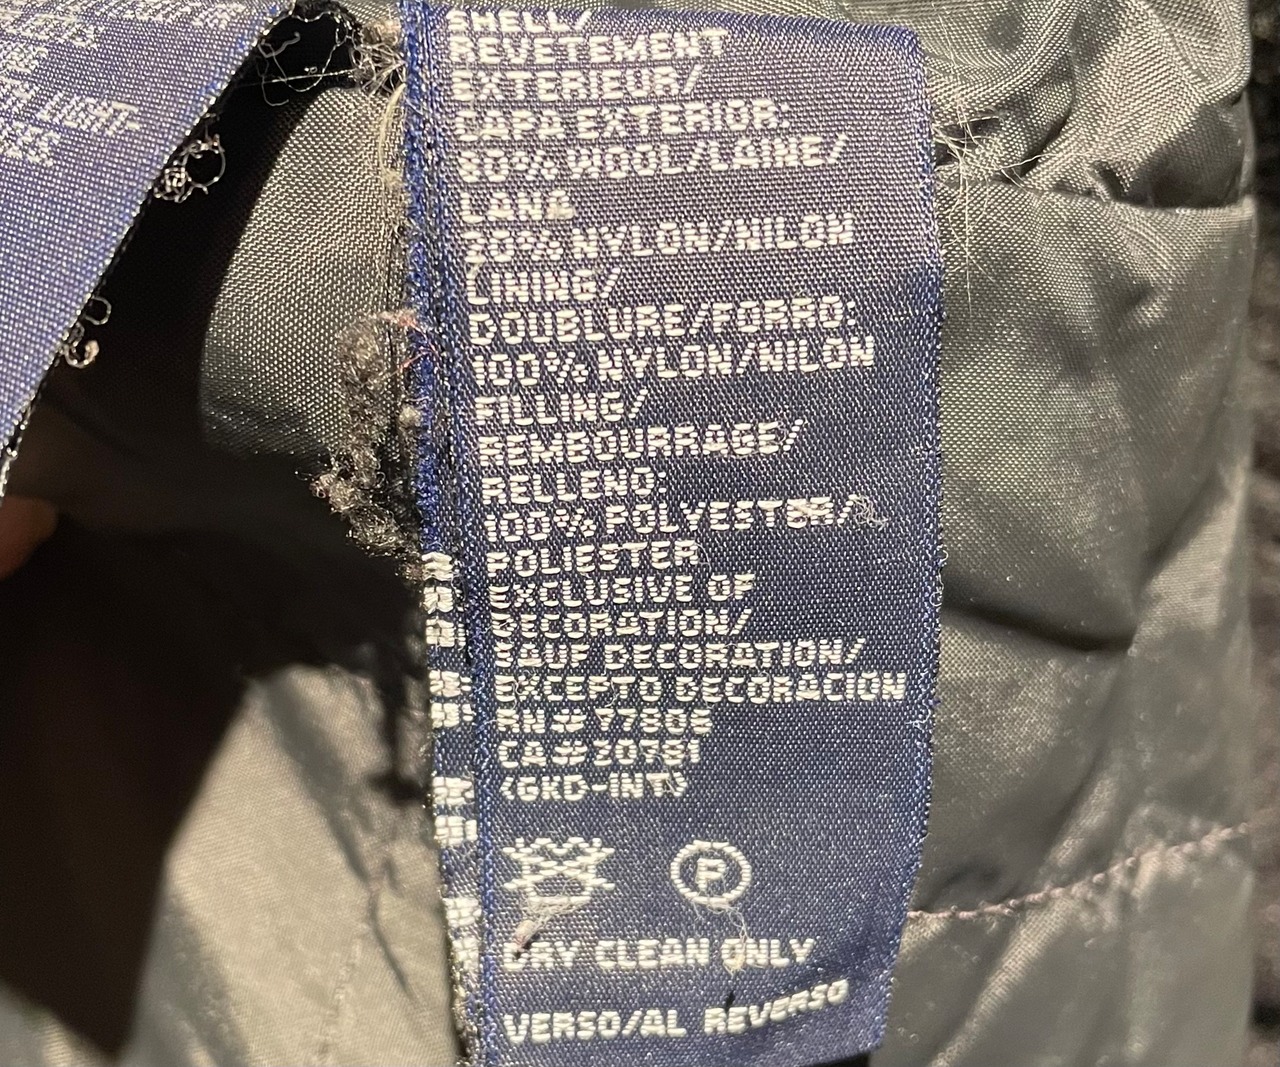 LIGHT-
SHELL/
REVETEMENT
EXTERIEUR/
CAPA EXTERIOR:
80% WOOL/LAINE/
LANA
20% NYLON/NILON
LINING/
DOUBLURE/FORRO:
100% NYLON/NILON
FILLING/
REMBOURRAGE/
RELLENO:
100% POLYESTER/
POLIESTER
EXCLUSIVE OF
DECORATION/
SAUF DECORATION/
EXCEPTO DECORACION
RN# 77806
CA#
(GKD-INT)
P
DRY CLEAN ONLY
VERSO/AL REVERSO